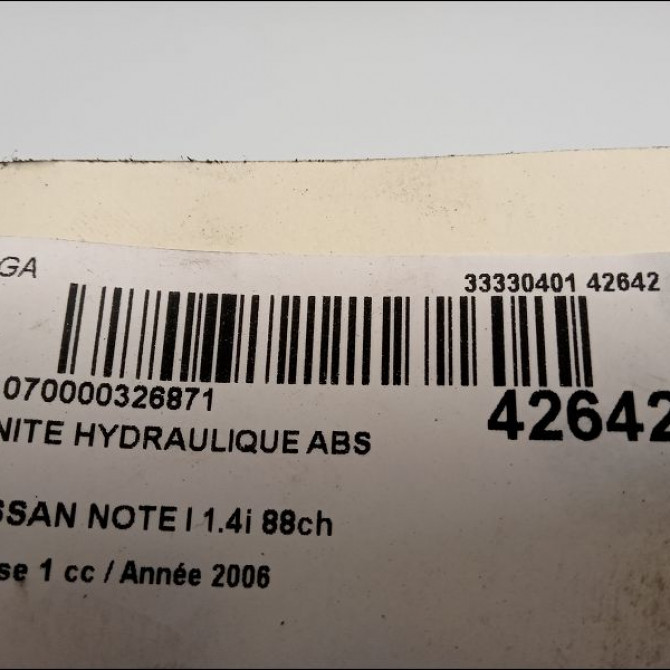 GA
33330401 42642
070000326871
42642
NITE HYDRAULIQUE ABS
SSAN NOTE I 1.4i 88ch
se 1 cc / Année 2006